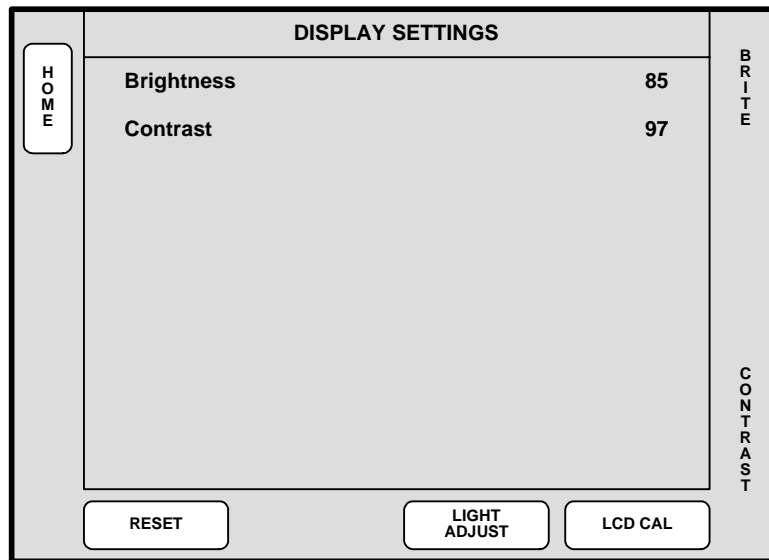 DISPLAY SETTINGS
HOME
Brightness 85
Contrast 97
BRITE
CONTRAST
RESET
LIGHT
ADJUST
LCD CAL